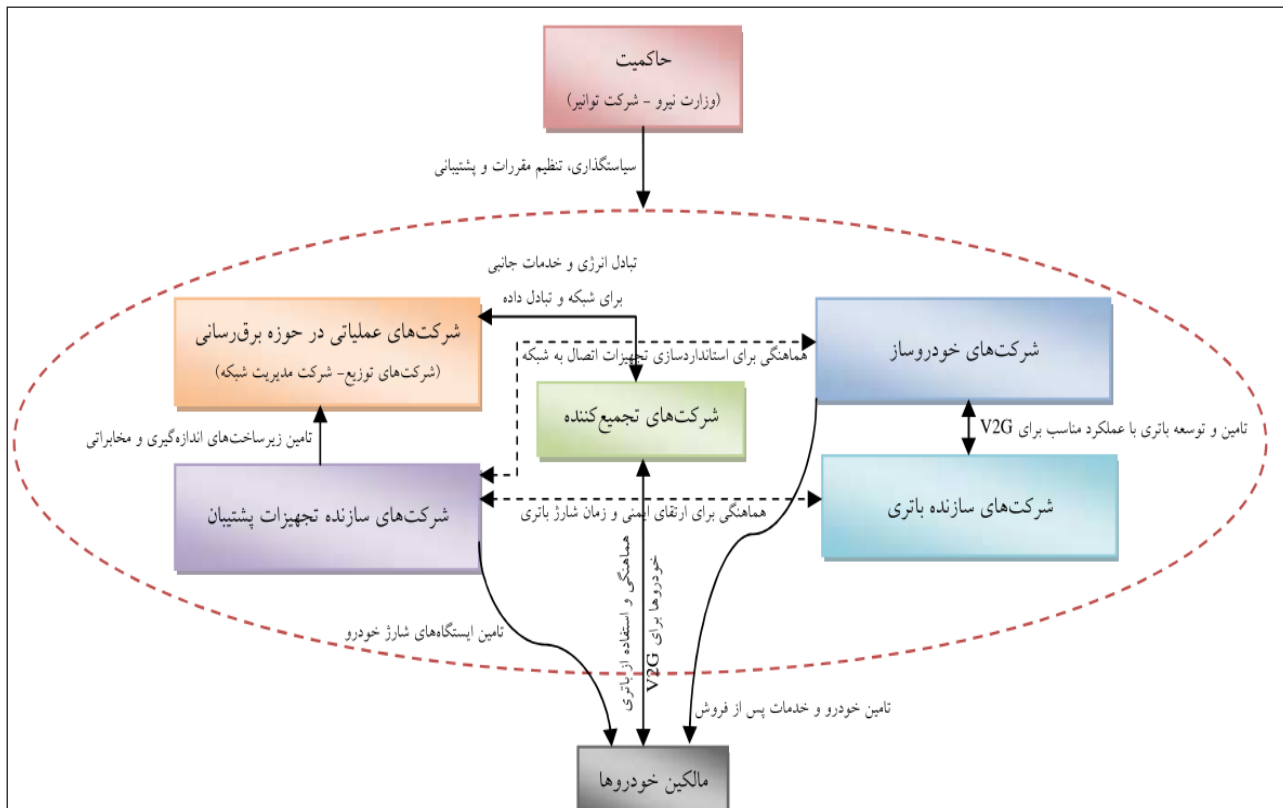 حاکمیت
(وزارت نیرو - شرکت توانیر)
سیاستگذاری، تنظیم مقررات و پشتیبانی
تبادل انرژی و خدمات جانبی
برای شبکه و تبادل داده
شرکت‌های عملیاتی در حوزه برق‌رسانی
(شرکت‌های توزیع- شرکت مدیریت شبکه)
شرکت‌های خودروساز
هماهنگی برای استانداردسازی تجهیزات اتصال به شبکه
شرکت‌های تجمیع‌کننده
تامین زیرساخت‌های اندازه‌گیری و مخابراتی
تامین و توسعه باتری با عملکرد مناسب برای V2G
شرکت‌های سازنده تجهیزات پشتیبان
شرکت‌های سازنده باتری
هماهنگی برای ارتقای ایمنی و زمان شارژ باتری
هماهنگی و استفاده از باتری
خودروها برای V2G
تامین ایستگاه‌های شارژ خودرو
تامین خودرو و خدمات پس از فروش
مالکین خودروها